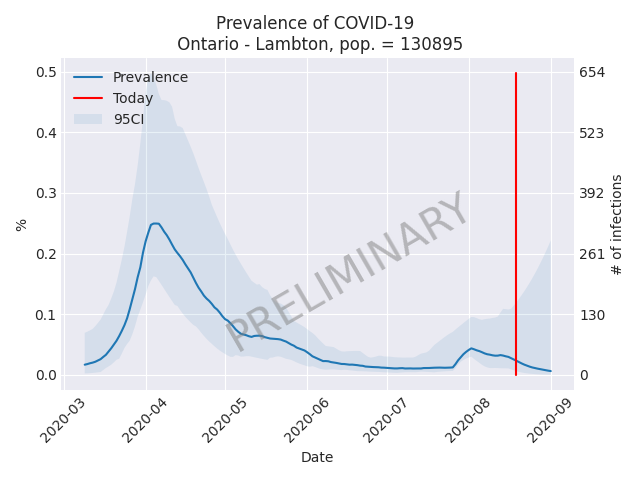 Prevalence of COVID-19
Ontario - Lambton, pop. = 130895
Prevalence
Today
95CI
PRELIMINARY
0.5
0.4
0.3
0.2
0.1
0.0
%
654
523
392
261
130
0
# of infections
2020-03
2020-04
2020-05
2020-06
2020-07
2020-08
2020-09
Date